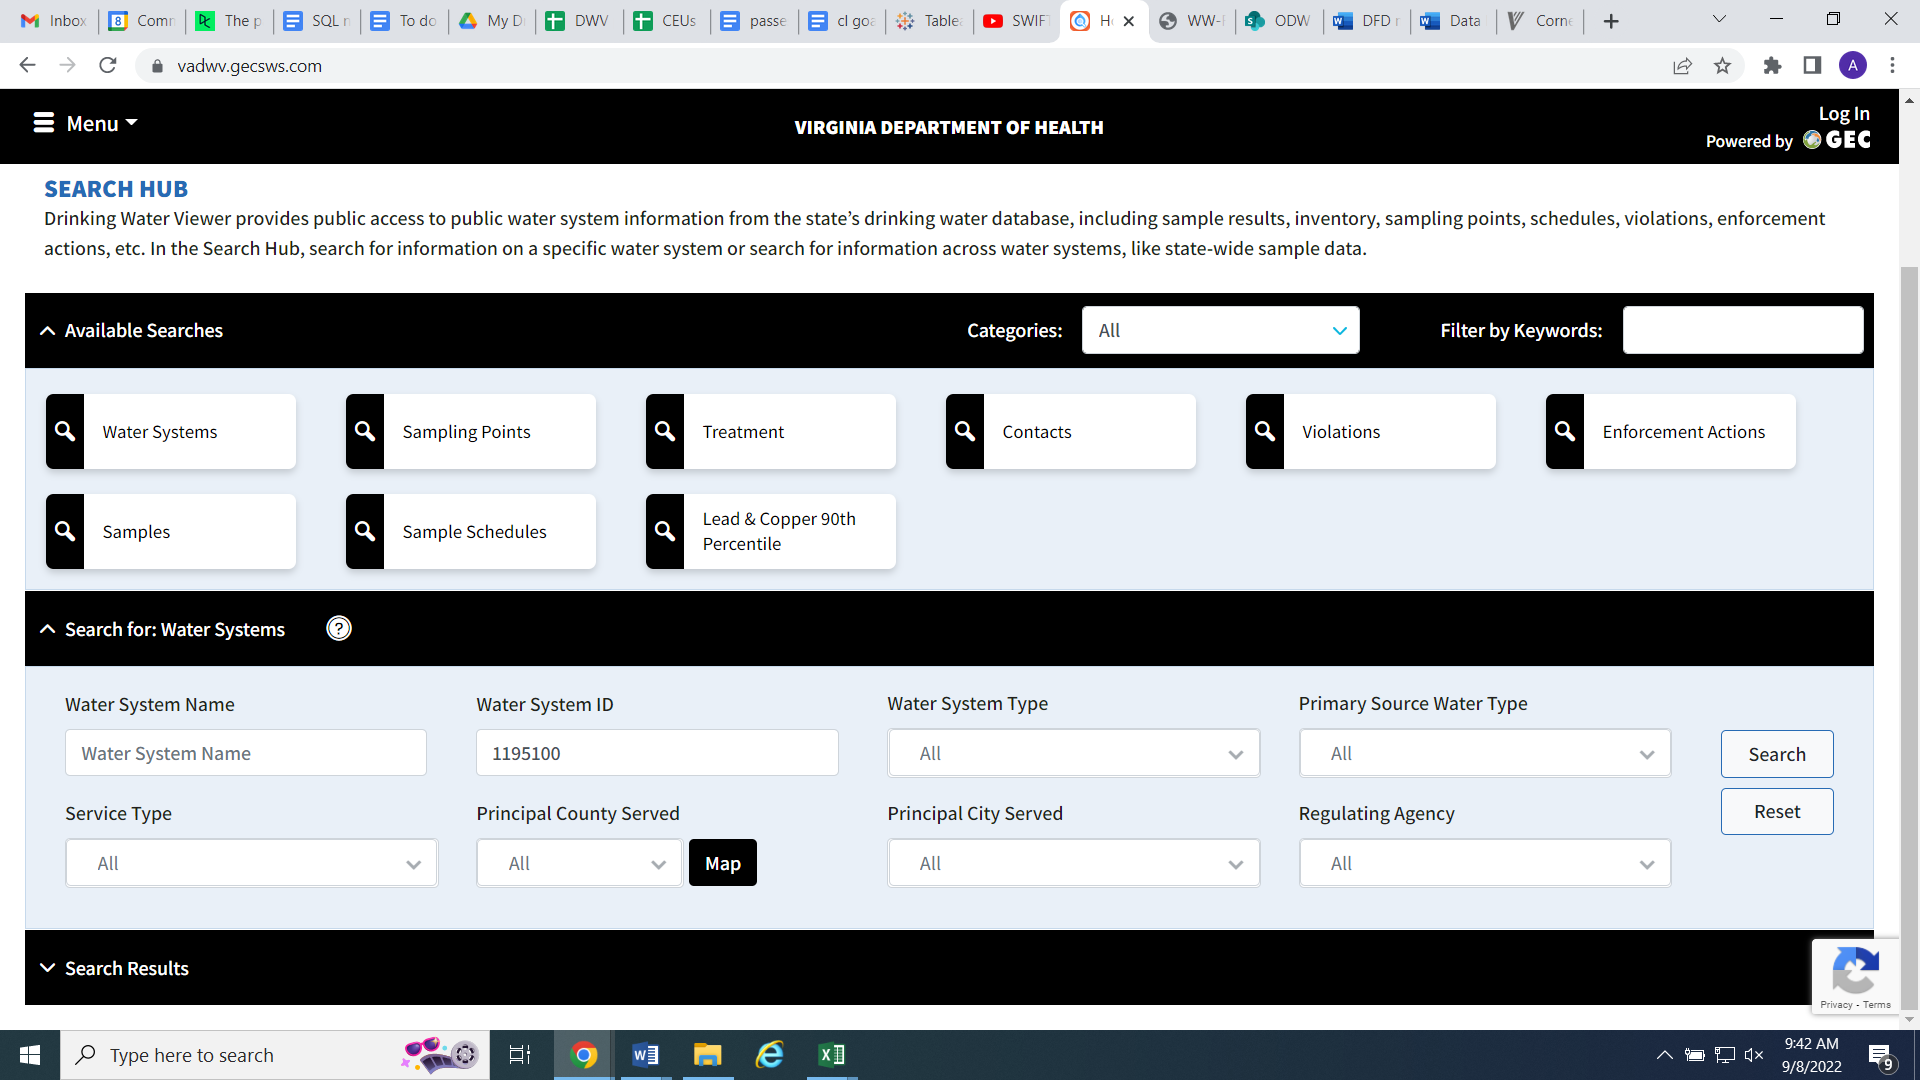 Inbox
Comm
The p
SQL n
To do
My D
DWV
CEUs
passe
cl goa
Table
SWIFT
H
WW-
ODW
DFD r
Data
Corne
vadwv.gecsws.com
A
Menu
VIRGINIA DEPARTMENT OF HEALTH
Log In
Powered by GEC
SEARCH HUB
Drinking Water Viewer provides public access to public water system information from the state’s drinking water database, including sample results, inventory, sampling points, schedules, violations, enforcement
actions, etc. In the Search Hub, search for information on a specific water system or search for information across water systems, like state-wide sample data.
Available Searches
Categories: All
Filter by Keywords:
Water Systems
Sampling Points
Treatment
Contacts
Violations
Enforcement Actions
Samples
Sample Schedules
Lead & Copper 90th
Percentile
Search for: Water Systems ?
Water System Name
Water System ID
Water System Type
Primary Source Water Type
Water System Name
1195100
All
All
Search
Service Type
Principal County Served
Principal City Served
Regulating Agency
Reset
All
All
Map
All
All
Search Results
Privacy - Terms
Type here to search
9:42 AM
9/8/2022
9